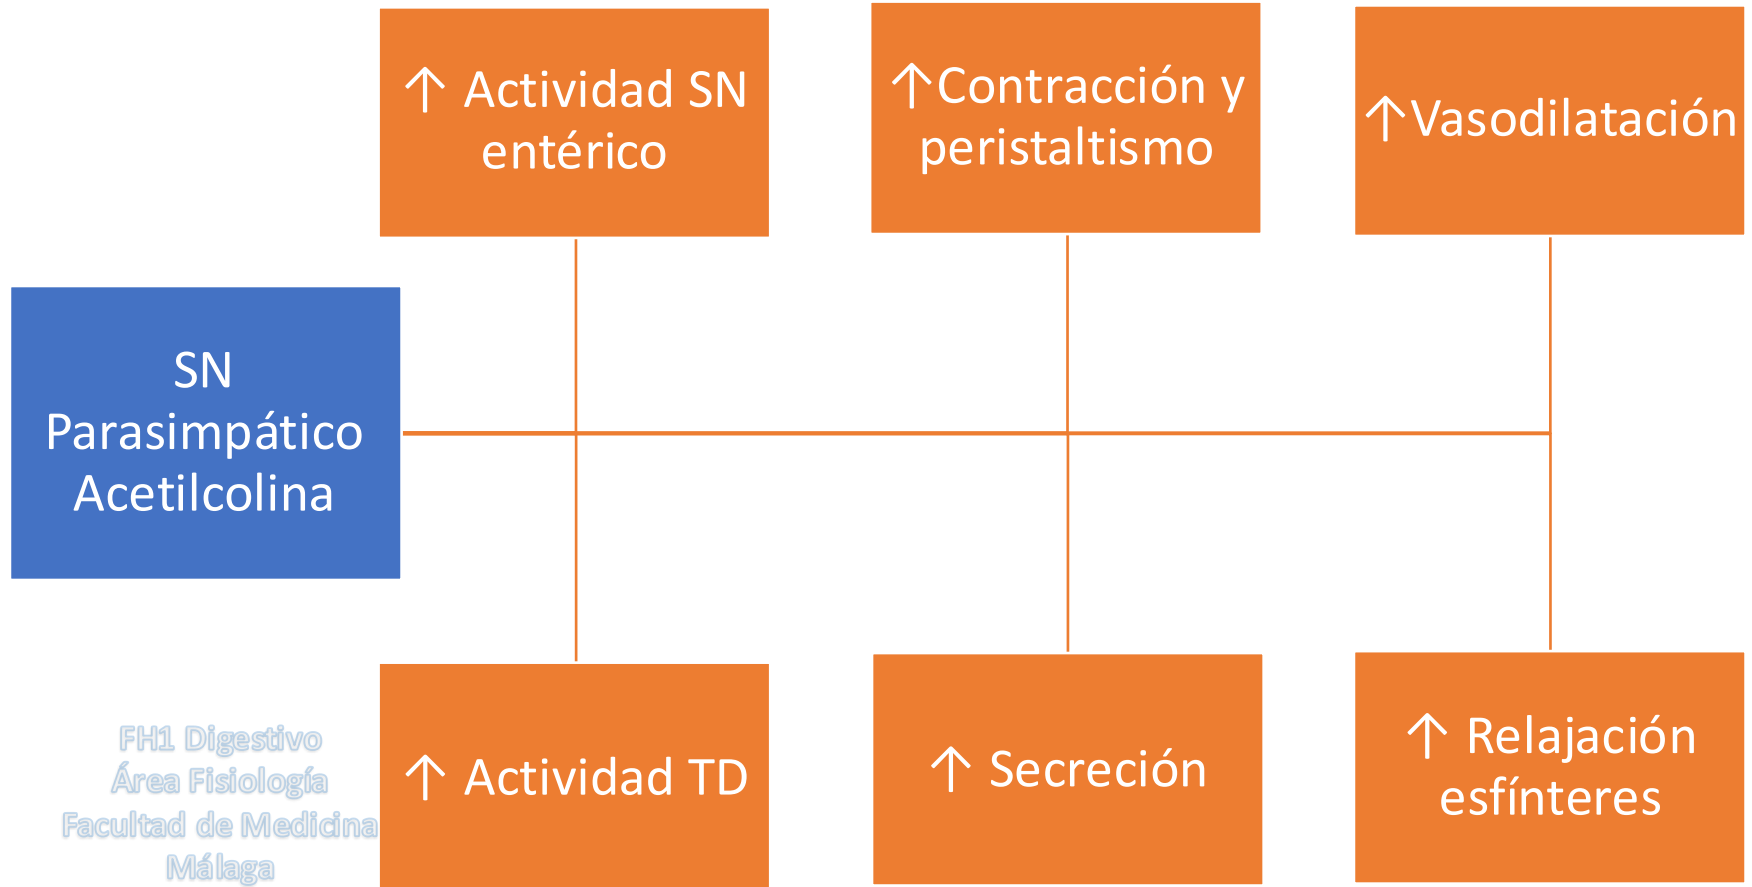 ↑ Actividad SN
entérico
↑Contracción y
peristaltismo
↑Vasodilatación
SN
Parasimpático
Acetilcolina
↑ Actividad TD
↑ Secreción
↑ Relajación
esfínteres
FH1 Digestivo
Área Fisiología
Facultad de Medicina
Málaga